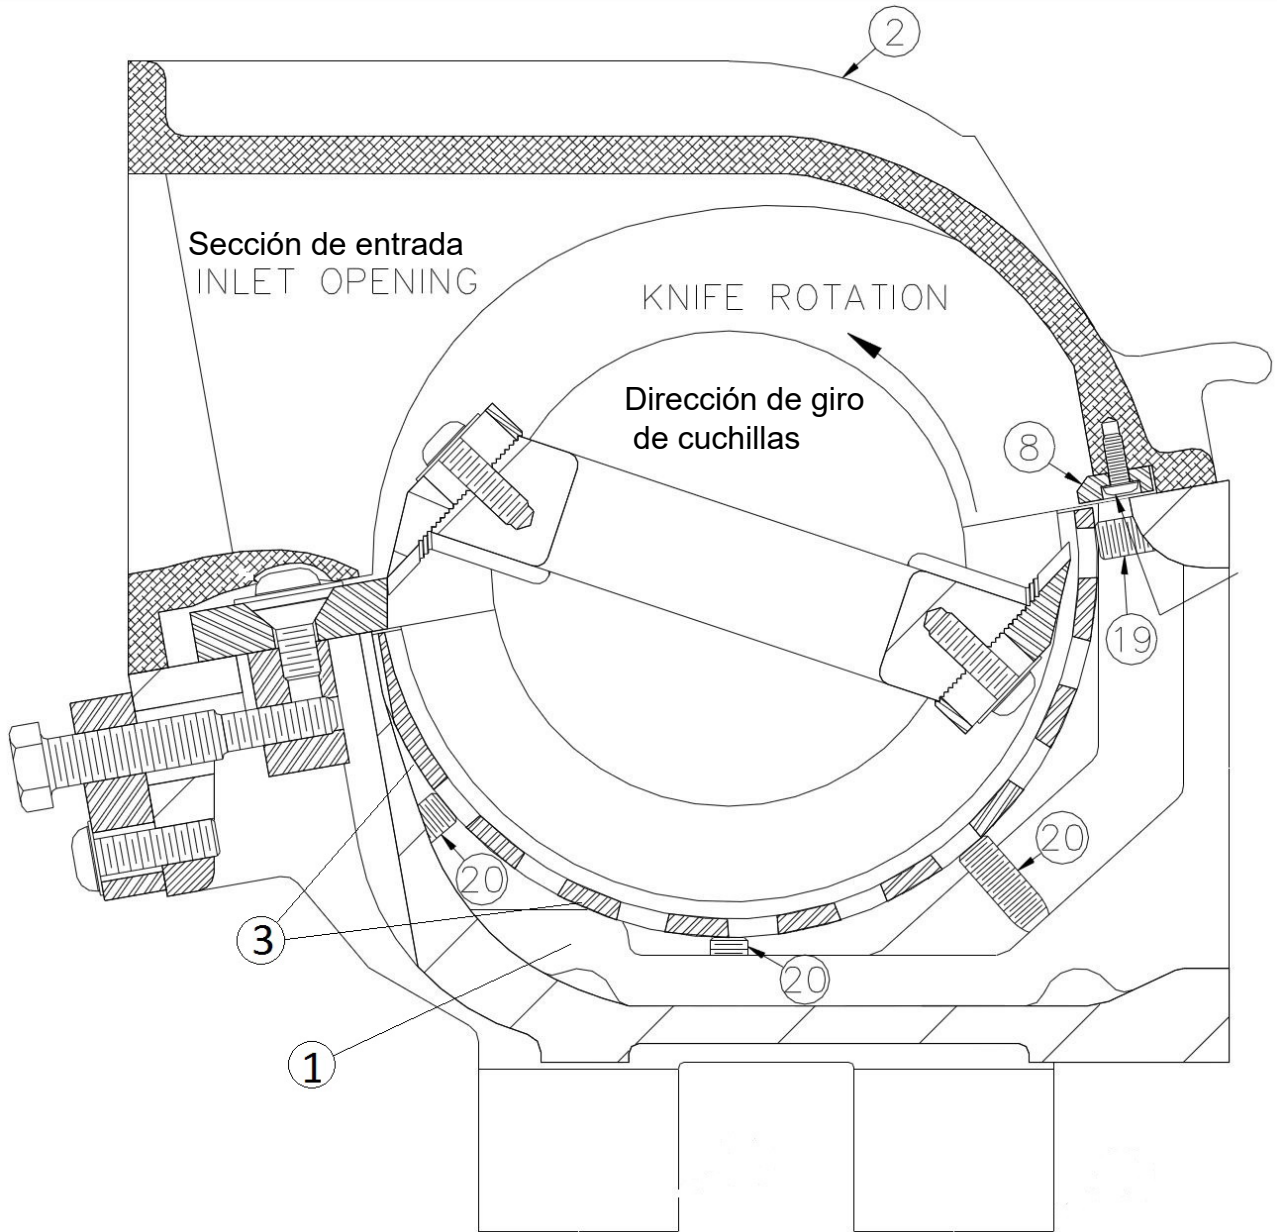 2
Sección de entrada
INLET OPENING
KNIFE ROTATION
Dirección de giro
de cuchillas
8
19
20
20
3
20
1